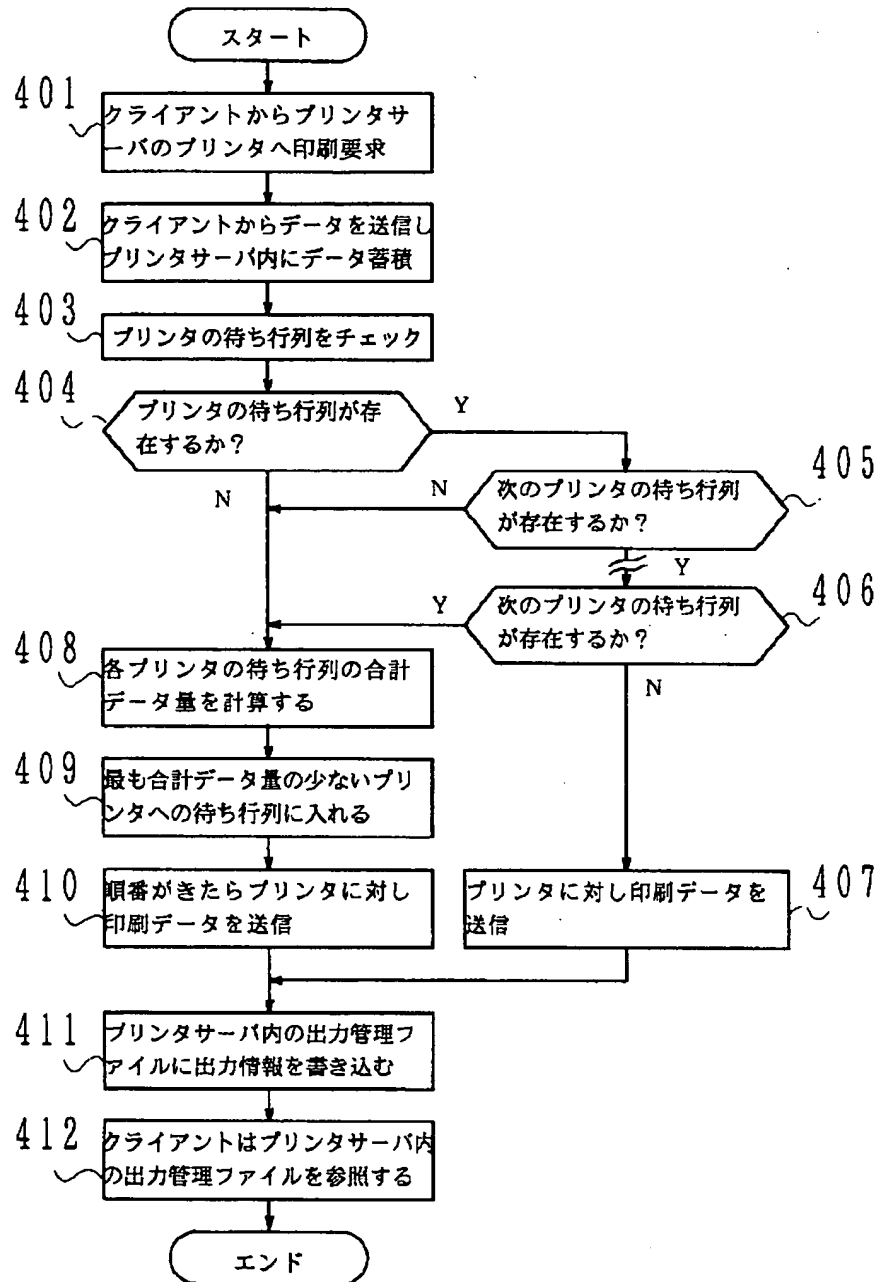 スタート
401
クライアントからプリンタサ
ーバのプリンタへ印刷要求
402
クライアントからデータを送信し
プリンタサーバ内にデータ蓄積
403
プリンタの待ち行列をチェック
404
プリンタの待ち行列が存
在するか？
Y
N
405
次のプリンタの待ち行列
が存在するか？
N
Y
406
次のプリンタの待ち行列
が存在するか？
Y
N
408
各プリンタの待ち行列の合計
データ量を計算する
409
最も合計データ量の少ないプリ
ンタへの待ち行列に入れる
410
順番がきたらプリンタに対し
印刷データを送信
407
プリンタに対し印刷データを
送信
411
プリンタサーバ内の出力管理フ
ァイルに出力情報を書き込む
412
クライアントはプリンタサーバ内
の出力管理ファイルを参照する
エンド